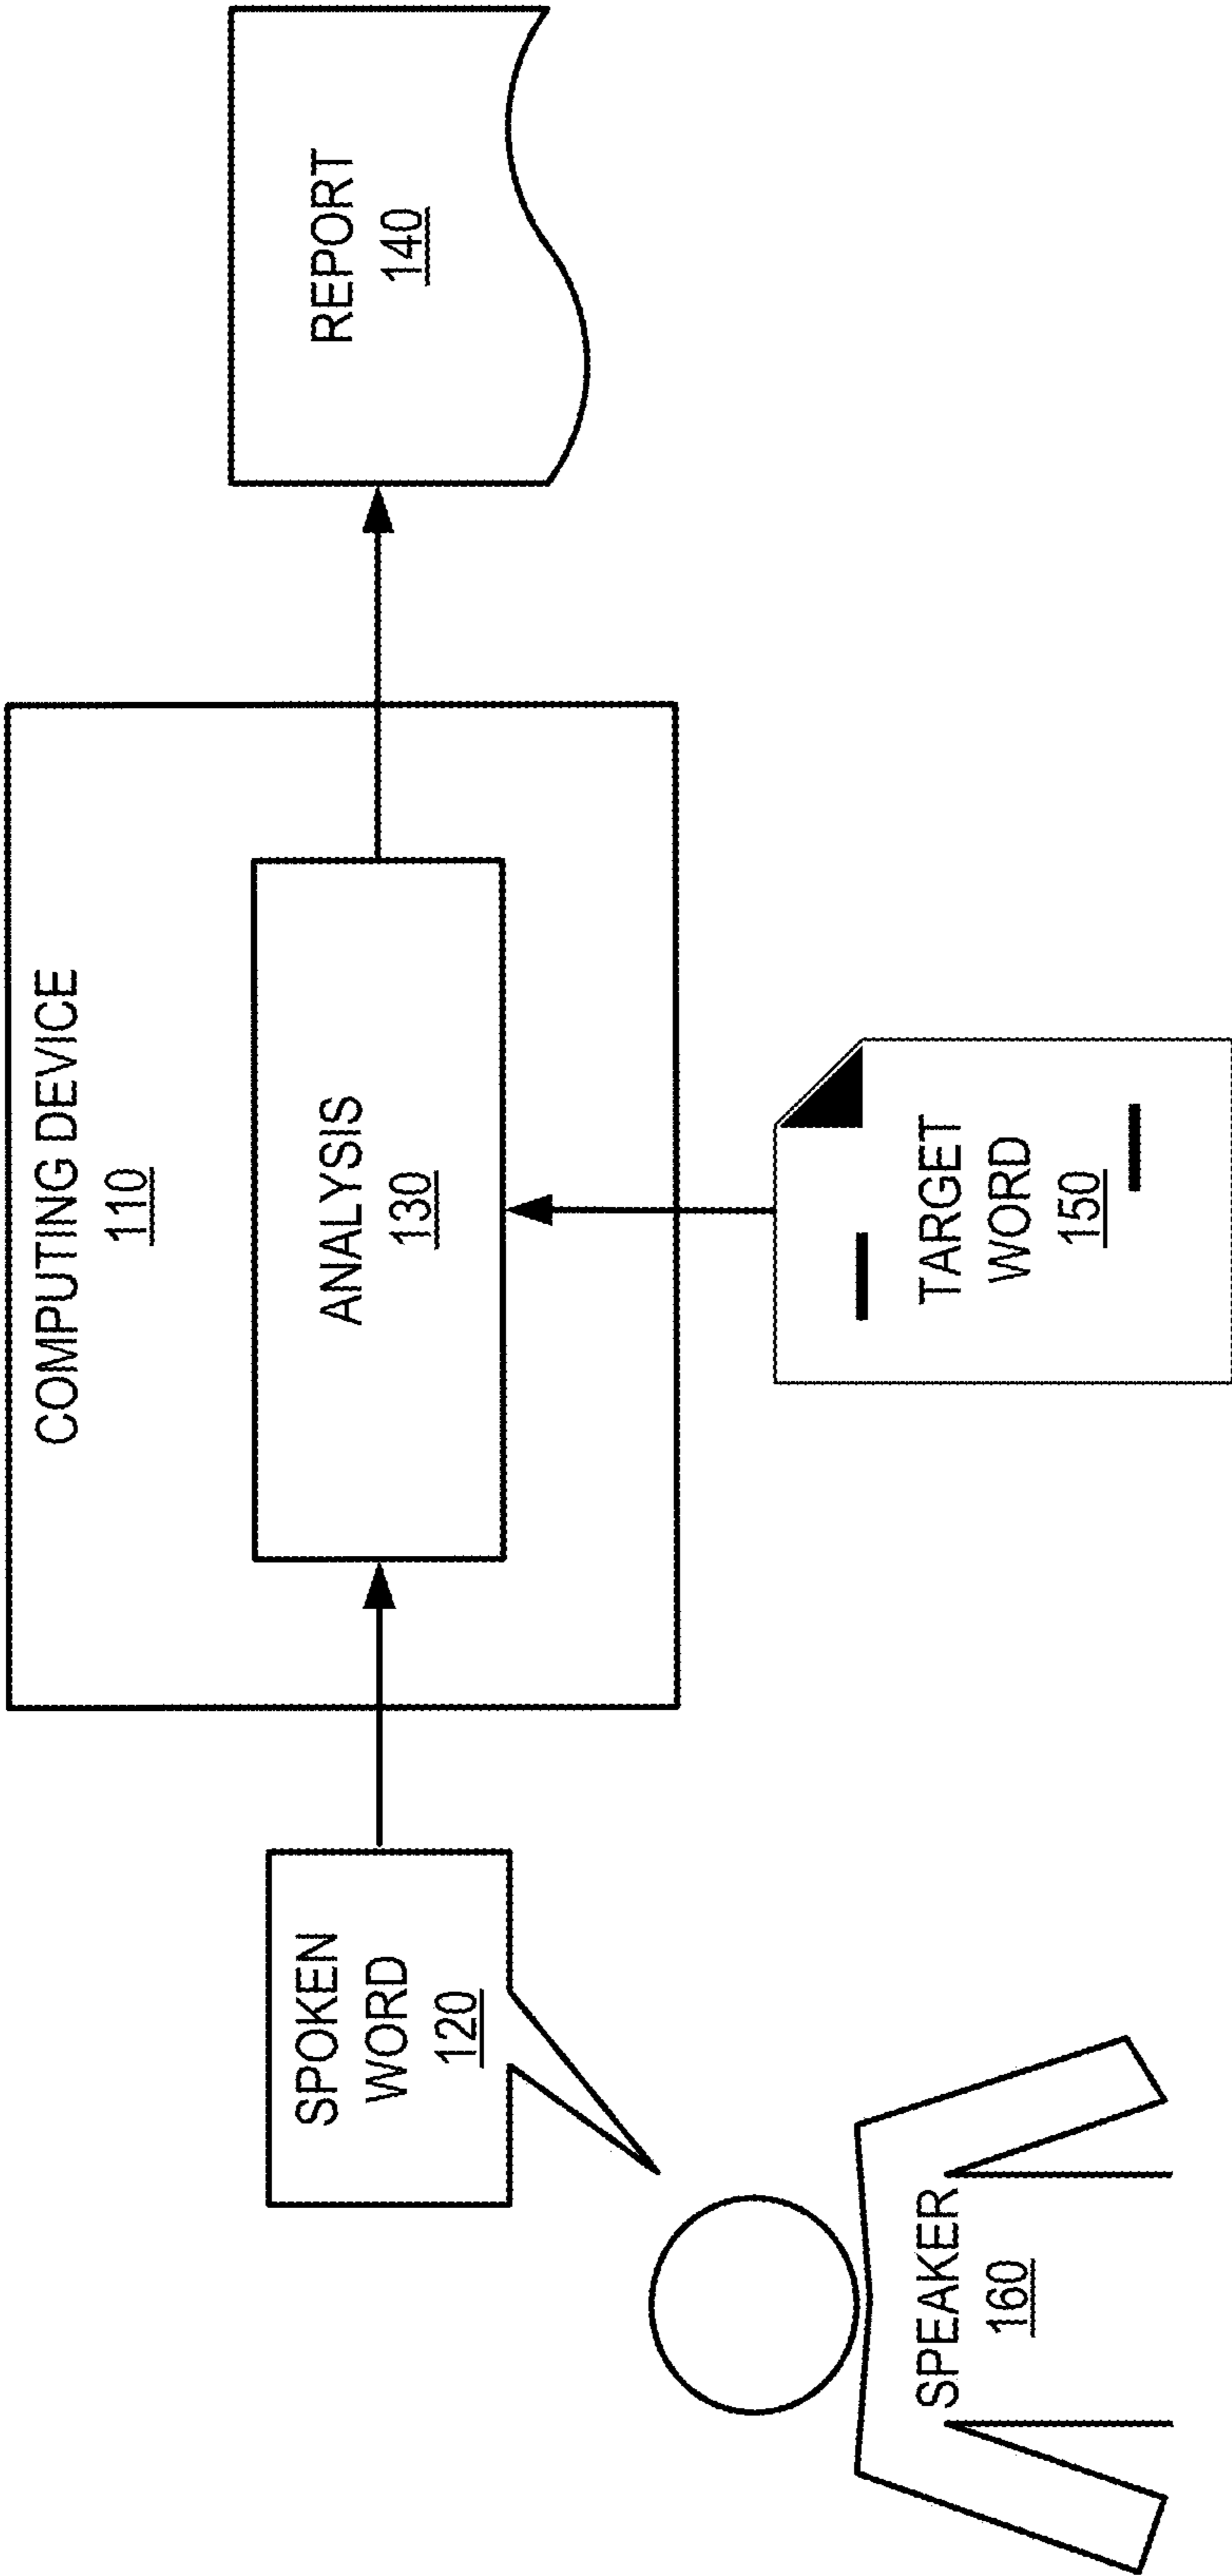 COMPUTING DEVICE
110
SPOKEN
WORD
120
ANALYSIS
130
REPORT
140
TARGET
WORD
150
SPEAKER
160